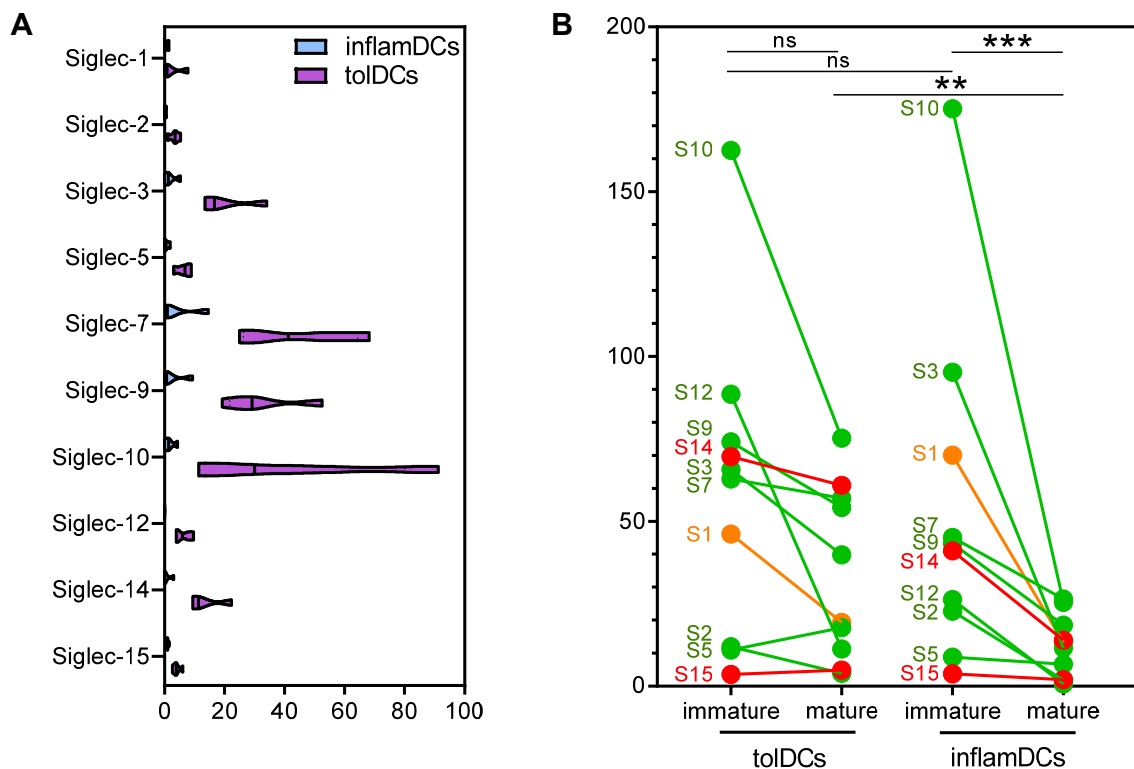 A
inflamDCs
tolDCs
Siglec-1
Siglec-2
Siglec-3
Siglec-5
Siglec-7
Siglec-9
Siglec-10
Siglec-12
Siglec-14
Siglec-15
0 20 40 60 80 100
B
200
150
100
50
0
ns
***
ns
**
S10
S12
S9
S14
S3
S7
S1
S2
S5
S15
S10
S3
S1
S7
S9
S14
S12
S2
S5
S15
immature mature immature mature
tolDCs inflamDCs